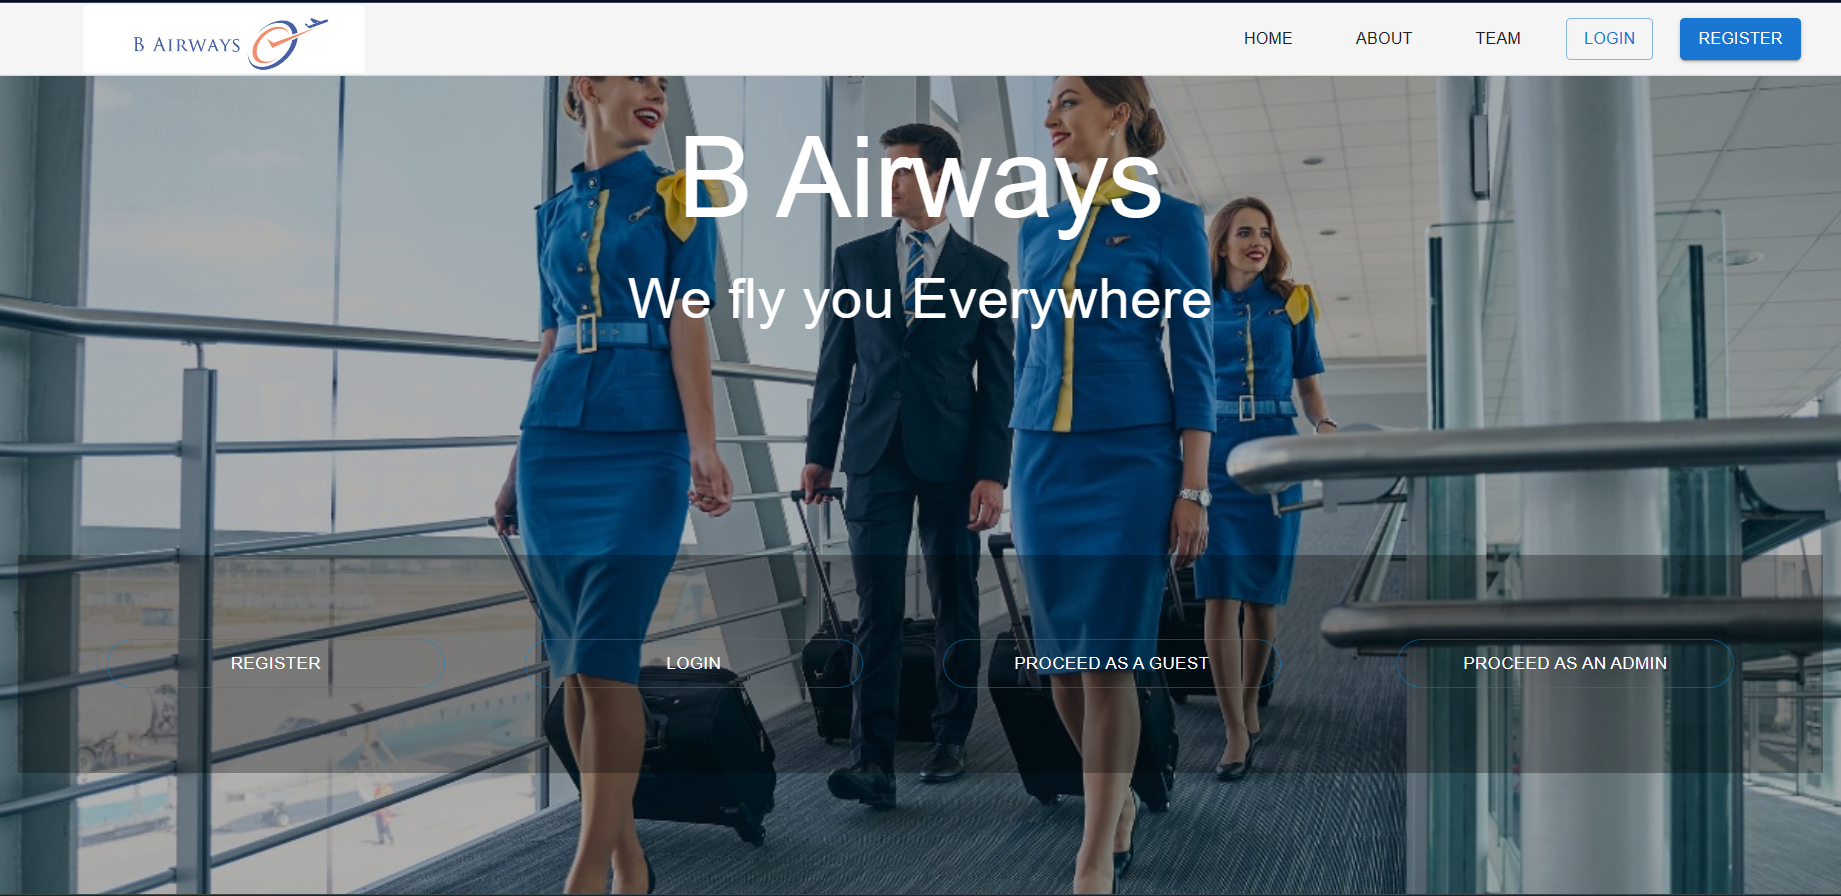 B AIRWAYS
HOME ABOUT TEAM LOGIN REGISTER
B Airways
We fly you Everywhere
REGISTER LOGIN PROCEED AS A GUEST PROCEED AS AN ADMIN